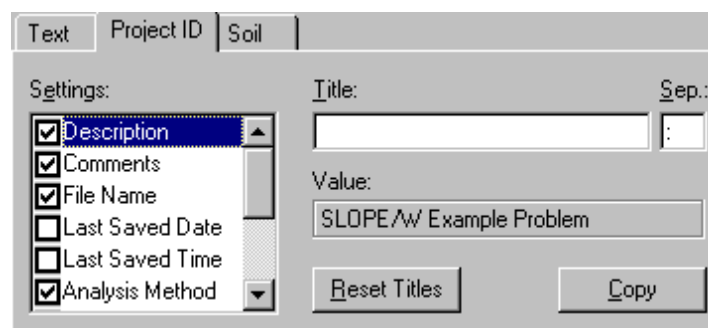 Text Project ID Soil
Settings:
Description
Comments
File Name
Last Saved Date
Last Saved Time
Analysis Method
Title: Sep.:
:
Value:
SLOPE/W Example Problem
Reset Titles Copy